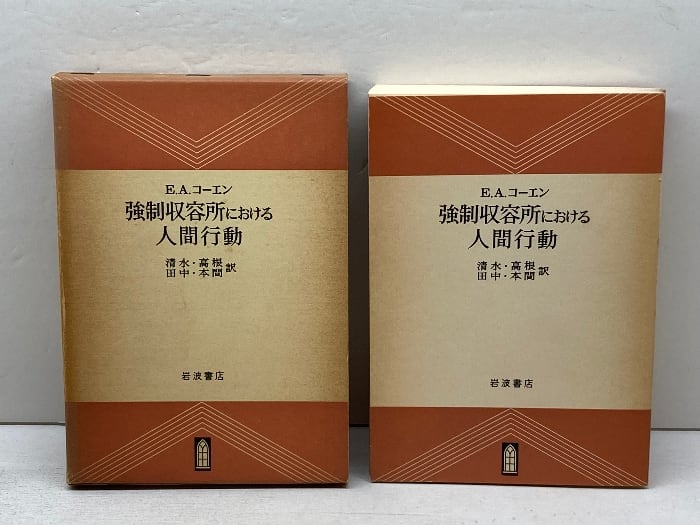 E.A.コーエン
強制収容所における
人間行動
清水・高根
田中・本間 訳
岩波書店
E.A.コーエン
強制収容所における
人間行動
清水・高根
田中・本間 訳
岩波書店